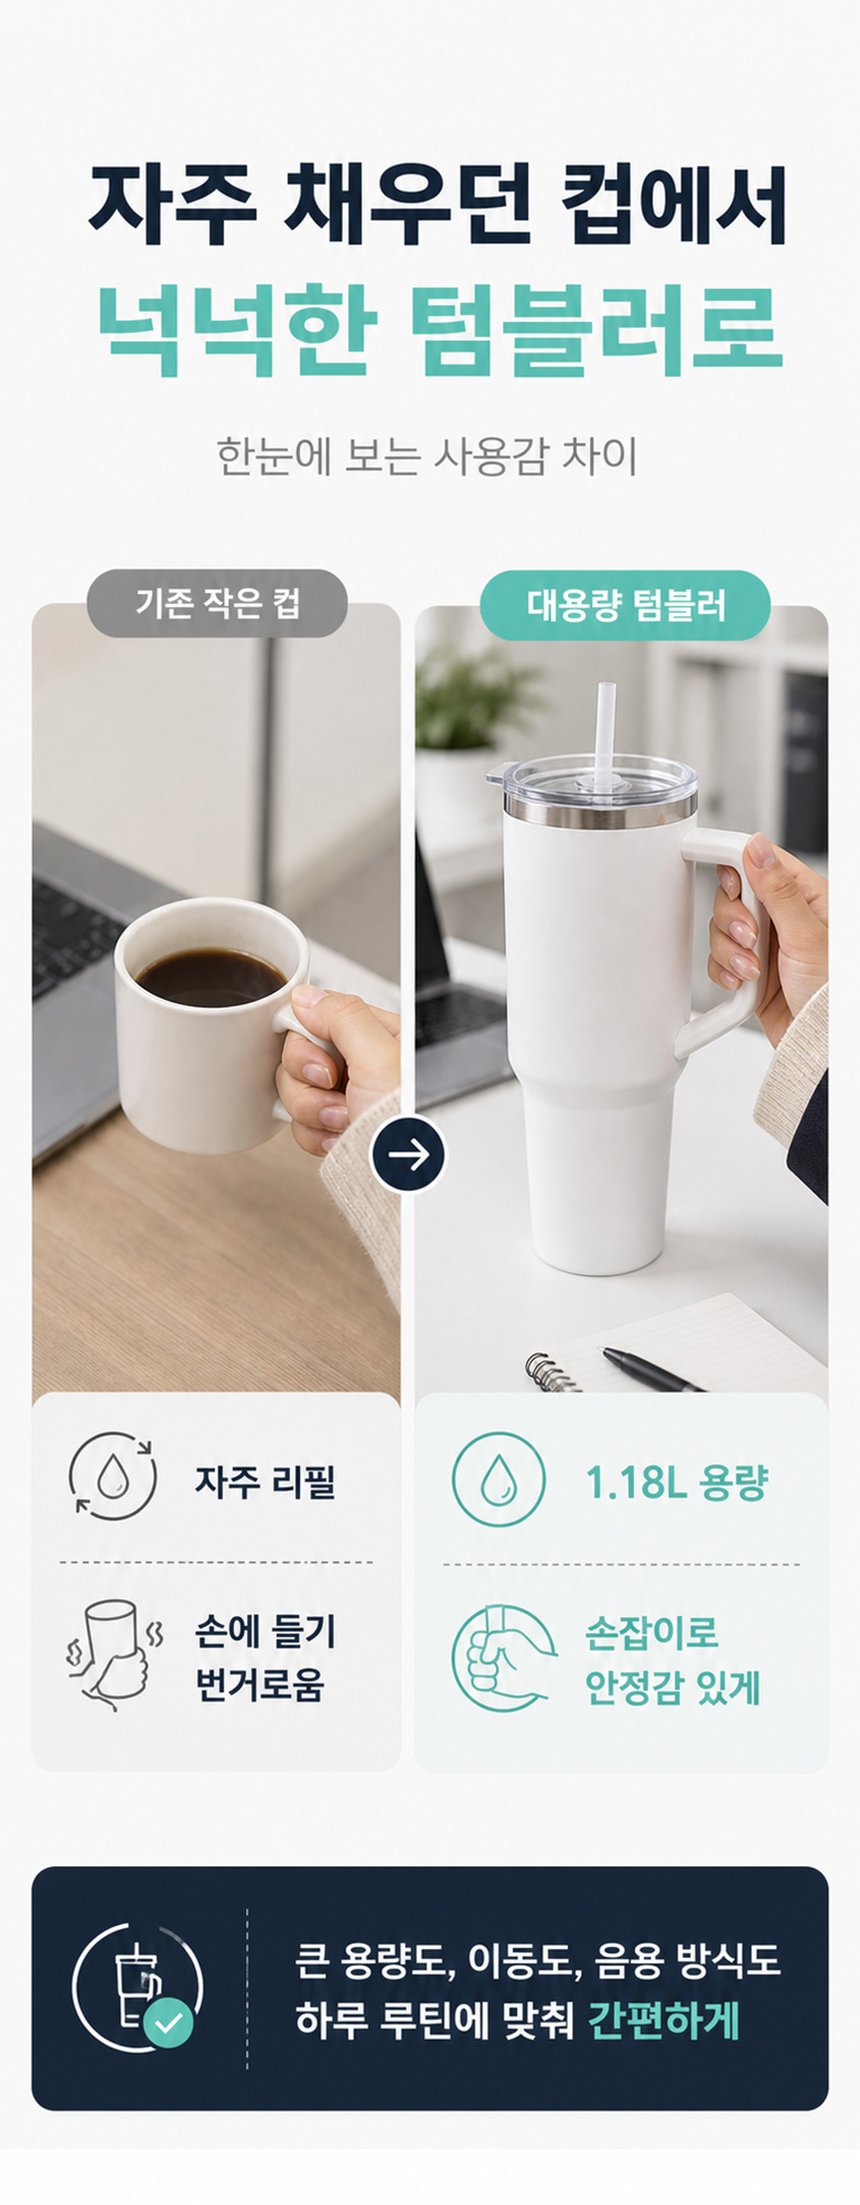 자주 채우던 컵에서
넉넉한 텀블러로
한눈에 보는 사용감 차이
기존 작은 컵
대용량 텀블러
자주 리필
1.18L 용량
손에 들기
번거로움
손잡이로
안정감 있게
큰 용량도, 이동도, 음용 방식도
하루 루틴에 맞춰 간편하게